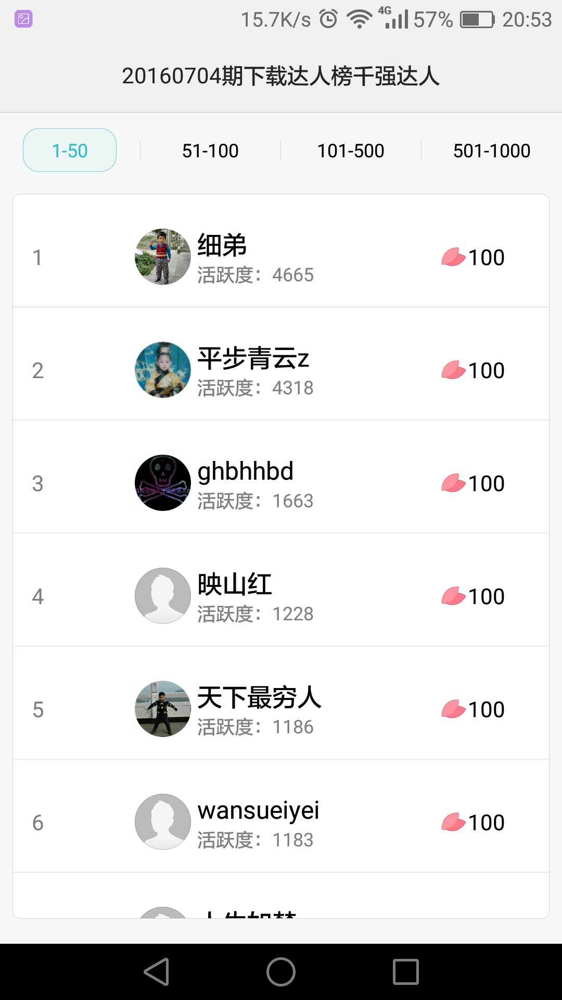 15.7K/s 4G 57% 20:53
20160704期下载达人榜千强达人
1-50 51-100 101-500 501-1000
1 细弟 100
活跃度：4665
2 平步青云z 100
活跃度：4318
3 ghbhhbd 100
活跃度：1663
4 映山红 100
活跃度：1228
5 天下最穷人 100
活跃度：1186
6 wansueiyei 100
活跃度：1183
人生如梦